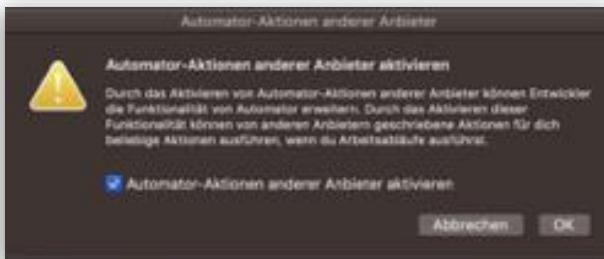 Automator-Aktionen anderer Anbieter
Automator-Aktionen anderer Anbieter aktivieren
Durch das Aktivieren von Automator-Aktionen anderer Anbieter können Entwickler
die Funktionalität von Automator erweitern. Durch das Aktivieren dieser
Funktionalität können von anderen Anbietern geschriebene Aktionen für dich
beliebige Aktionen ausführen, wenn du Arbeitsabläufe ausführst.
Automator-Aktionen anderer Anbieter aktivieren
Abbrechen OK